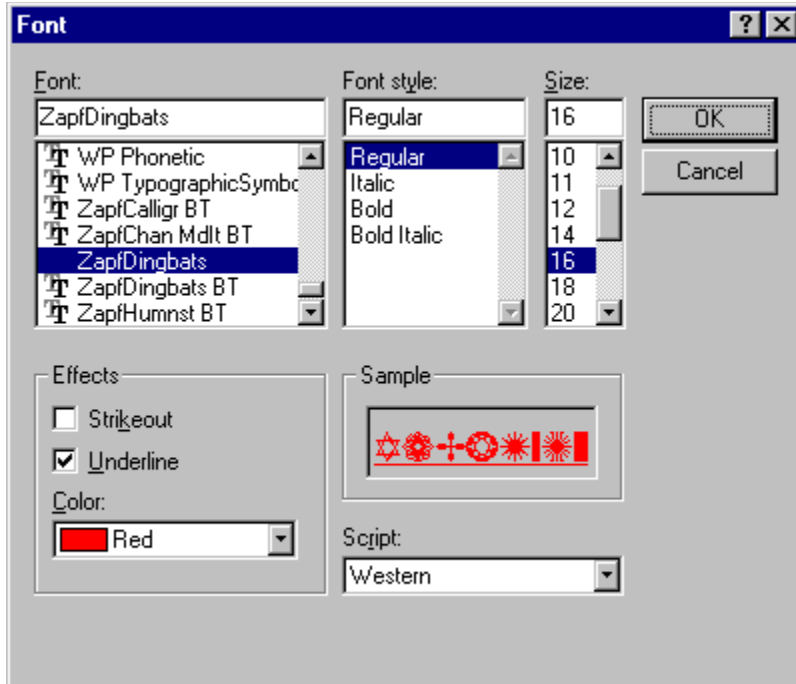 Font
Font:
ZapfDingbats
WP Phonetic
WP TypographicSymbo
ZapfCalligr BT
ZapfChan MdIt BT
ZapfDingbats
ZapfDingbats BT
ZapfHumnst BT
Font style:
Regular
Regular
Italic
Bold
Bold Italic
Size:
16
10
11
12
14
16
18
20
OK
Cancel
Effects
Strikeout
Underline
Color:
Red
Sample
✡❁✢❂✷❚✺▉
Script:
Western